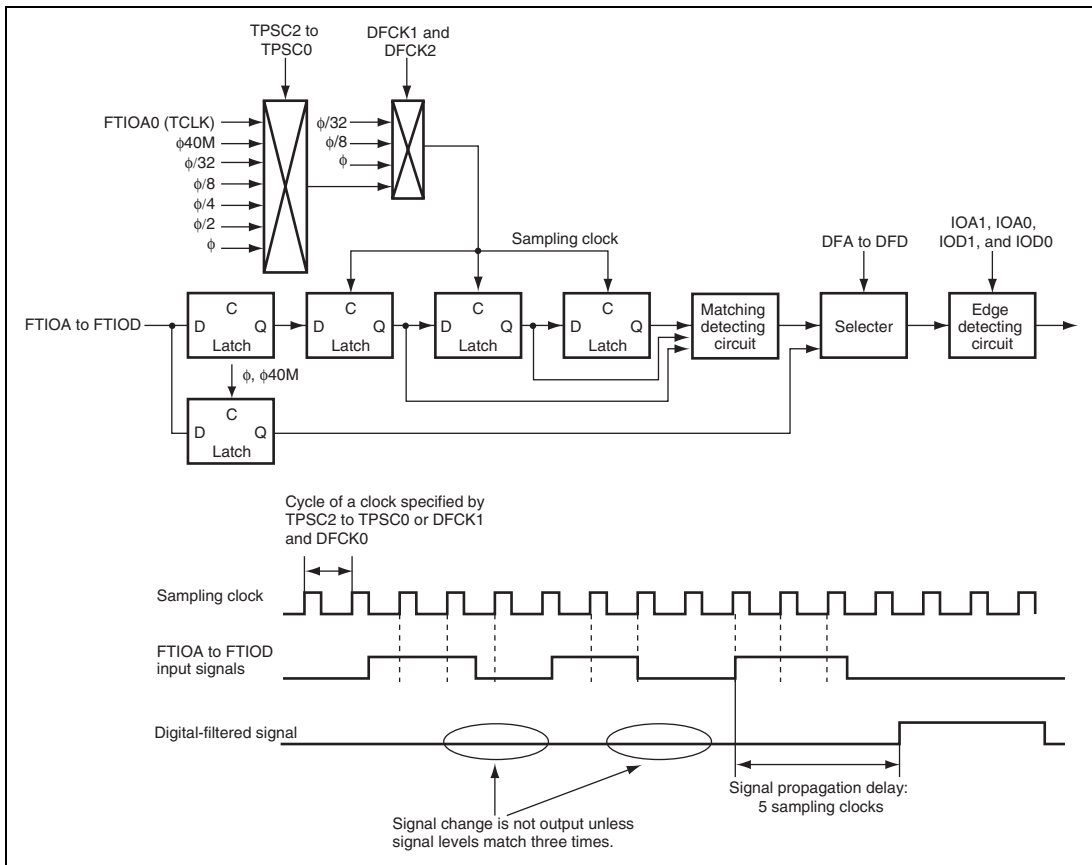 TPSC2 to
TPSC0
DFCK1 and
DFCK2
FTIOA0 (TCLK)
ϕ40M
ϕ/32
ϕ/8
ϕ/4
ϕ/2
ϕ
ϕ/32
ϕ/8
ϕ
Sampling clock
DFA to DFD
IOA1, IOA0,
IOD1, and IOD0
FTIOA to FTIOD
C
D Q
Latch
C
D Q
Latch
C
D Q
Latch
C
D Q
Latch
Matching
detecting
circuit
Selecter
Edge
detecting
circuit
ϕ, ϕ40M
C
D Q
Latch
Cycle of a clock specified by
TPSC2 to TPSC0 or DFCK1
and DFCK0
Sampling clock
FTIOA to FTIOD
input signals
Digital-filtered signal
Signal propagation delay:
5 sampling clocks
Signal change is not output unless
signal levels match three times.